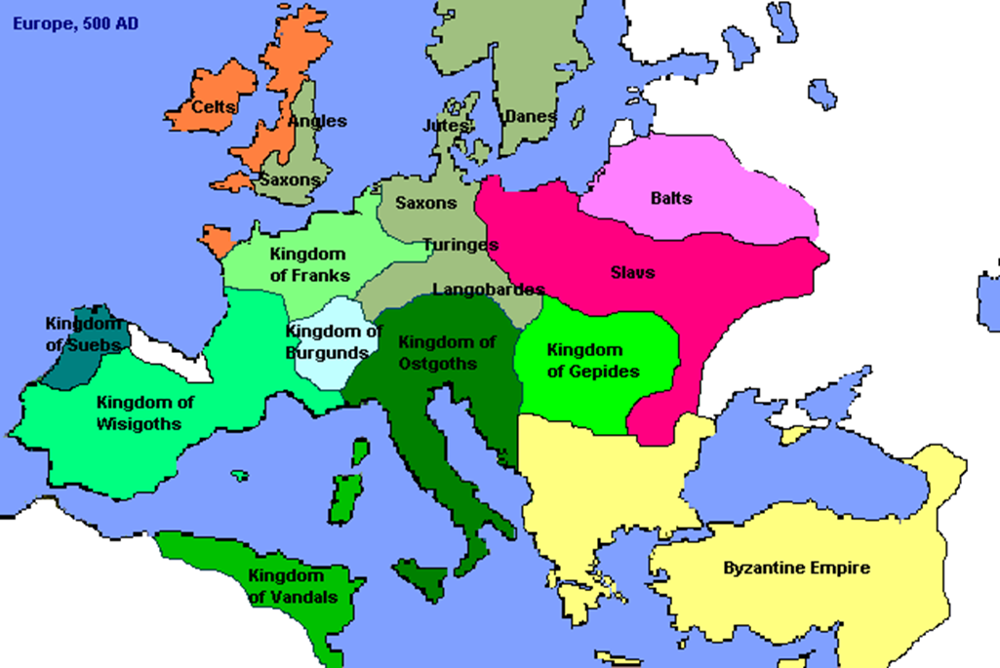 Europe, 500 AD
Celts
Angles
Jutes
Danes
Saxons
Saxons
Balts
Turinges
Kingdom
of Franks
Slavs
Langobardes
Kingdom
of Suebs
Kingdom of
Burgunds
Kingdom of
Ostgoths
Kingdom
of Gepides
Kingdom of
Wisigoths
Byzantine Empire
Kingdom
of Vandals